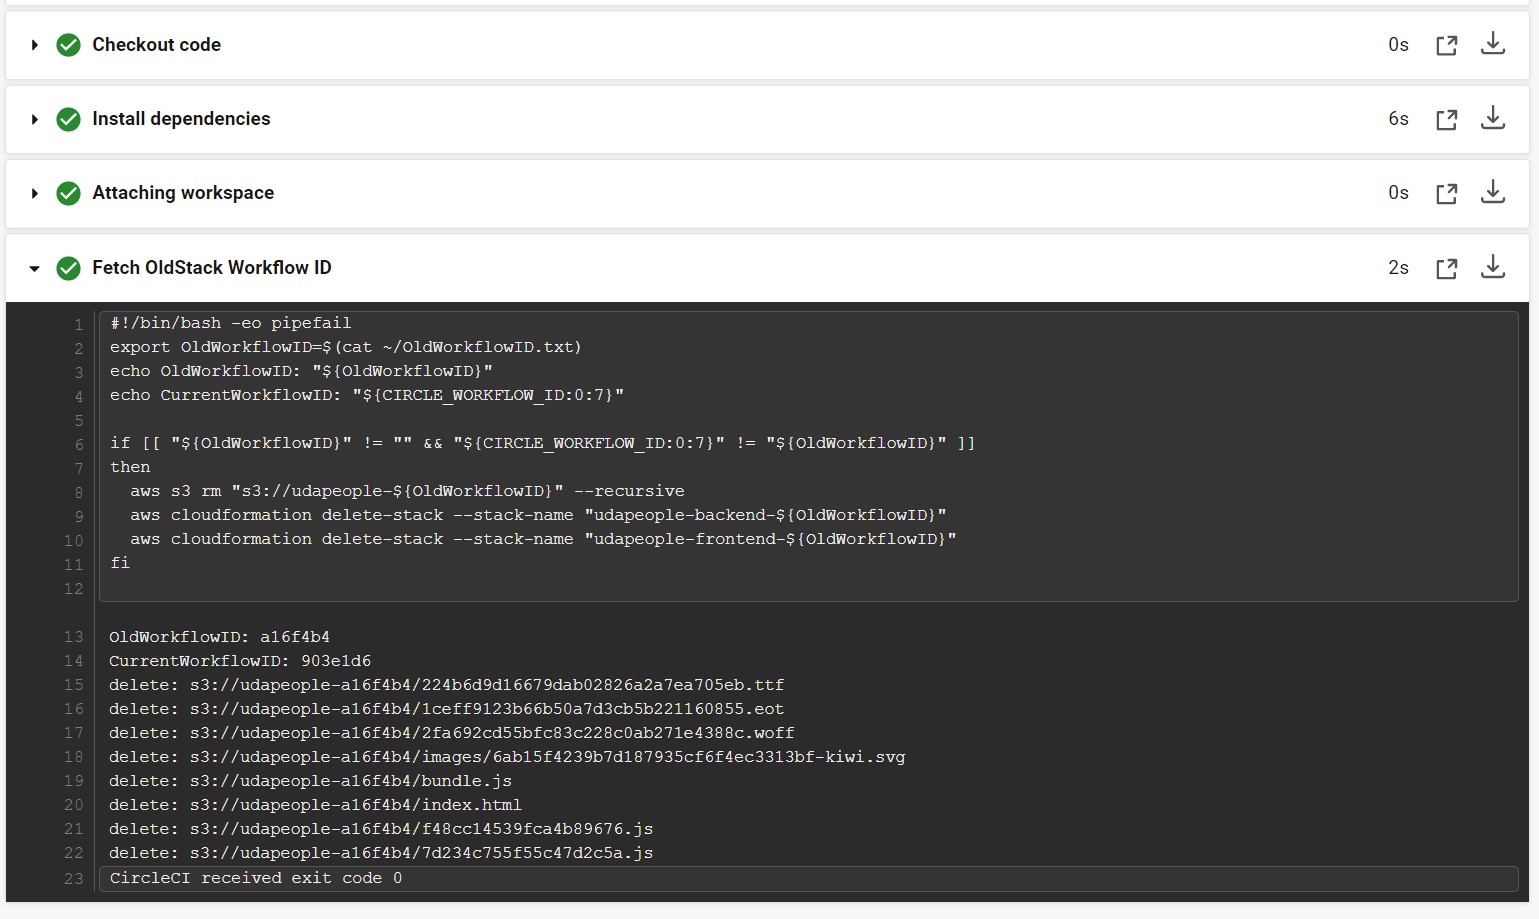 Checkout code 0s
Install dependencies 6s
Attaching workspace 0s
Fetch OldStack Workflow ID 2s
1 #!/bin/bash -eo pipefail
2 export OldWorkflowID=$(cat ~/OldWorkflowID.txt)
3 echo OldWorkflowID: "${OldWorkflowID}"
4 echo CurrentWorkflowID: "${CIRCLE_WORKFLOW_ID:0:7}"
5
6 if [[ "${OldWorkflowID}" != "" && "${CIRCLE_WORKFLOW_ID:0:7}" != "${OldWorkflowID}" ]]
7 then
8   aws s3 rm "s3://udapeople-${OldWorkflowID}" --recursive
9   aws cloudformation delete-stack --stack-name "udapeople-backend-${OldWorkflowID}"
10   aws cloudformation delete-stack --stack-name "udapeople-frontend-${OldWorkflowID}"
11 fi
12
13 OldWorkflowID: a16f4b4
14 CurrentWorkflowID: 903e1d6
15 delete: s3://udapeople-a16f4b4/224b6d9d16679dab02826a2a7ea705eb.ttf
16 delete: s3://udapeople-a16f4b4/1ceff9123b66b50a7d3cb5b221160855.eot
17 delete: s3://udapeople-a16f4b4/2fa692cd55bfc83c228c0ab271e4388c.woff
18 delete: s3://udapeople-a16f4b4/images/6ab15f4239b7d187935cf6f4ec3313bf-kiwi.svg
19 delete: s3://udapeople-a16f4b4/bundle.js
20 delete: s3://udapeople-a16f4b4/index.html
21 delete: s3://udapeople-a16f4b4/f48cc14539fca4b89676.js
22 delete: s3://udapeople-a16f4b4/7d234c755f55c47d2c5a.js
23 CircleCI received exit code 0